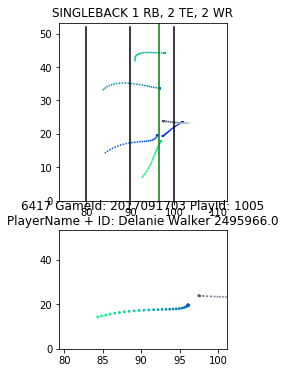 SINGLEBACK 1 RB, 2 TE, 2 WR
50
40
30
20
10
0
80 90 100 110
6417 GameId: 2017091703 PlayId: 1005
PlayerName + ID: Delanie Walker 2495966.0
40
20
0
80 85 90 95 100